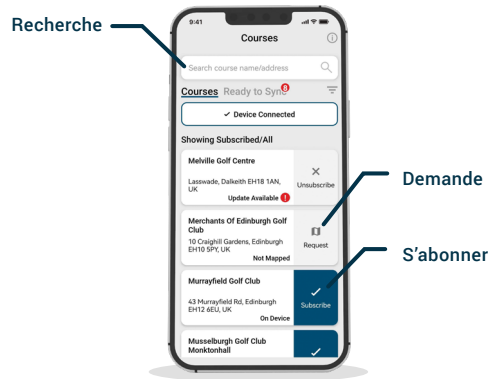 Recherche
9:41
Courses
Search course name/address
Courses Ready to Sync 8
✓ Device Connected
Showing Subscribed/All
Melville Golf Centre
Lasswade, Dalkeith EH18 1AN,
UK
Update Available !
Unsubscribe
Merchants Of Edinburgh Golf
Club
10 Craighill Gardens, Edinburgh
EH10 5PY, UK
Not Mapped
Request
Murrayfield Golf Club
43 Murrayfield Rd, Edinburgh
EH12 6EU, UK
On Device
Subscribe
Musselburgh Golf Club
Monktonhall
Demande
S'abonner